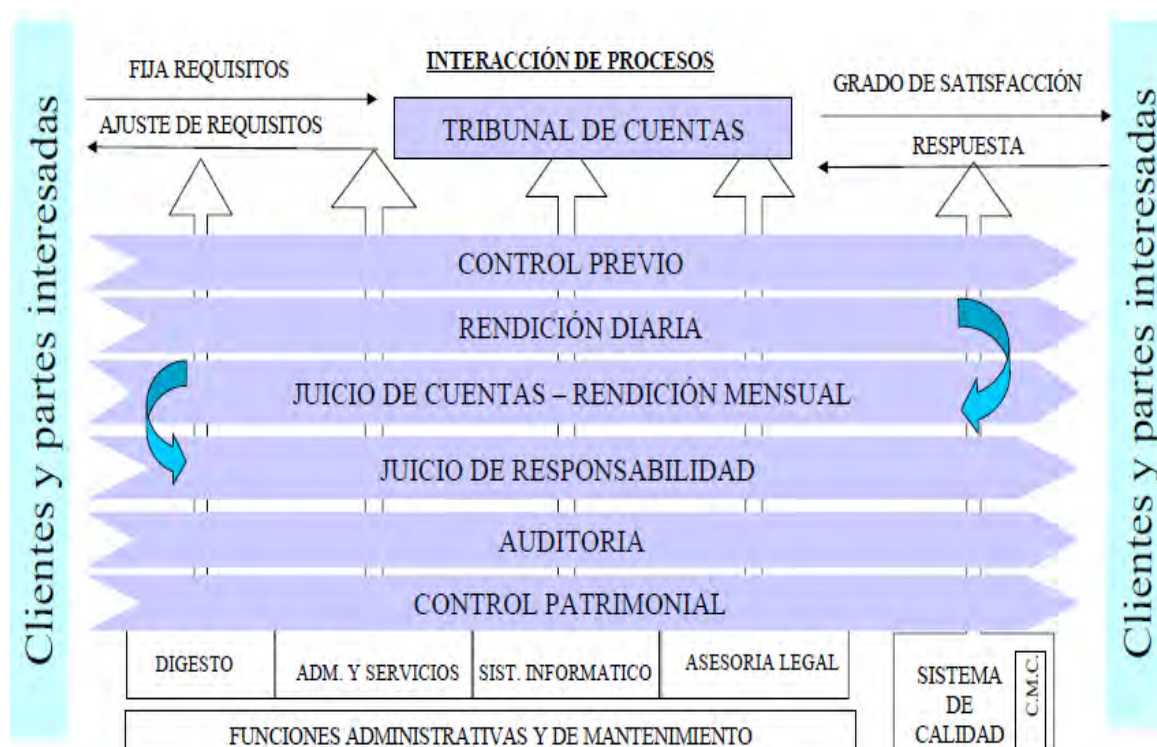 INTERACCIÓN DE PROCESOS
FIJA REQUISITOS
GRADO DE SATISFACCIÓN
TRIBUNAL DE CUENTAS
AJUSTE DE REQUISITOS
RESPUESTA
Clientes y partes interesadas
Clientes y partes interesadas
CONTROL PREVIO
RENDICIÓN DIARIA
JUICIO DE CUENTAS – RENDICIÓN MENSUAL
JUICIO DE RESPONSABILIDAD
AUDITORIA
CONTROL PATRIMONIAL
DIGESTO
ADM. Y SERVICIOS
SIST. INFORMATICO
ASESORIA LEGAL
SISTEMA
DE
CALIDAD
C.M.C.
FUNCIONES ADMINISTRATIVAS Y DE MANTENIMIENTO